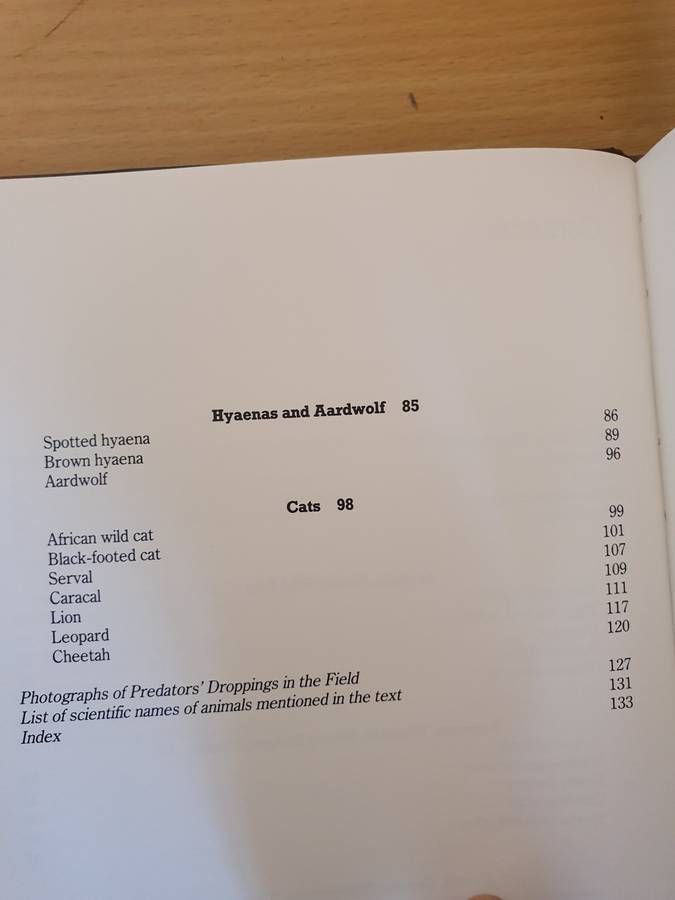 Hyaenas and Aardwolf 85
Spotted hyaena 86
Brown hyaena 89
Aardwolf 96
Cats 98
African wild cat 99
Black-footed cat 101
Serval 107
Caracal 109
Lion 111
Leopard 117
Cheetah 120
Photographs of Predators' Droppings in the Field 127
List of scientific names of animals mentioned in the text 131
Index 133